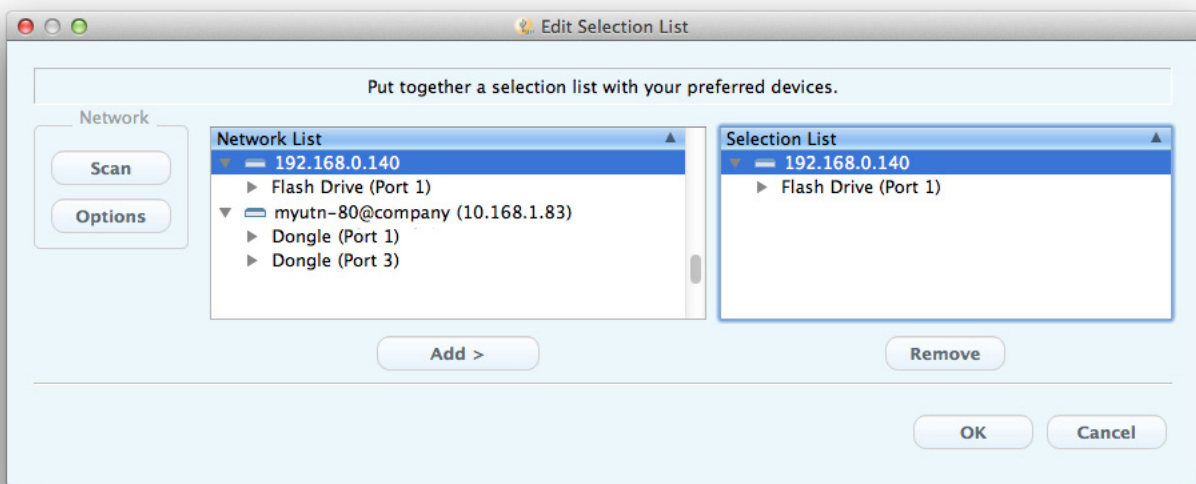 Edit Selection List
Put together a selection list with your preferred devices.
Network
Scan
Options
Network List
192.168.0.140
Flash Drive (Port 1)
myutn-80@company (10.168.1.83)
Dongle (Port 1)
Dongle (Port 3)
Add >
Selection List
192.168.0.140
Flash Drive (Port 1)
Remove
OK
Cancel